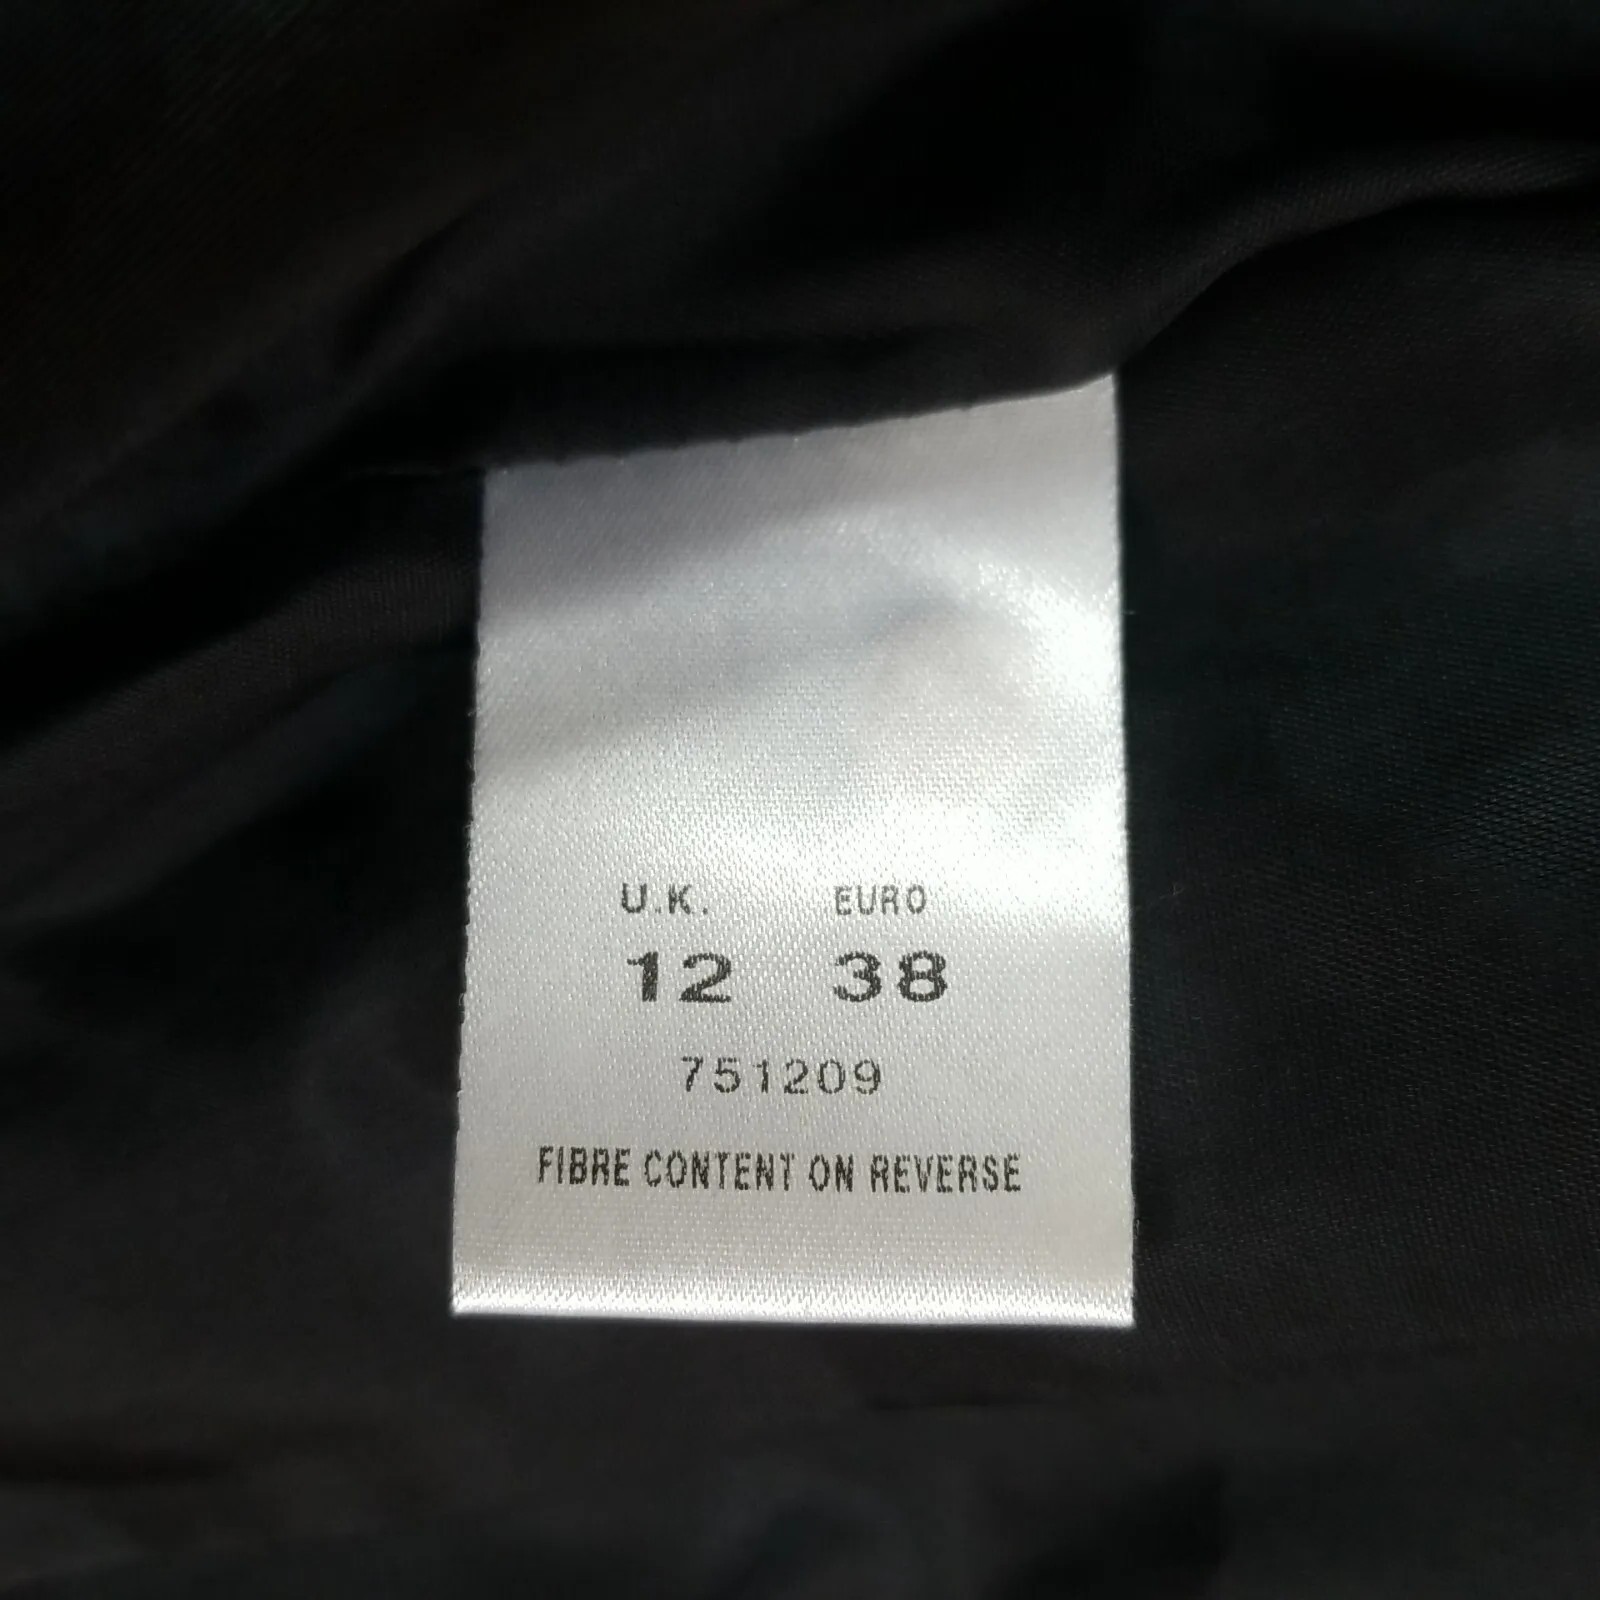 U.K. EURO
12 38
751209
FIBRE CONTENT ON REVERSE